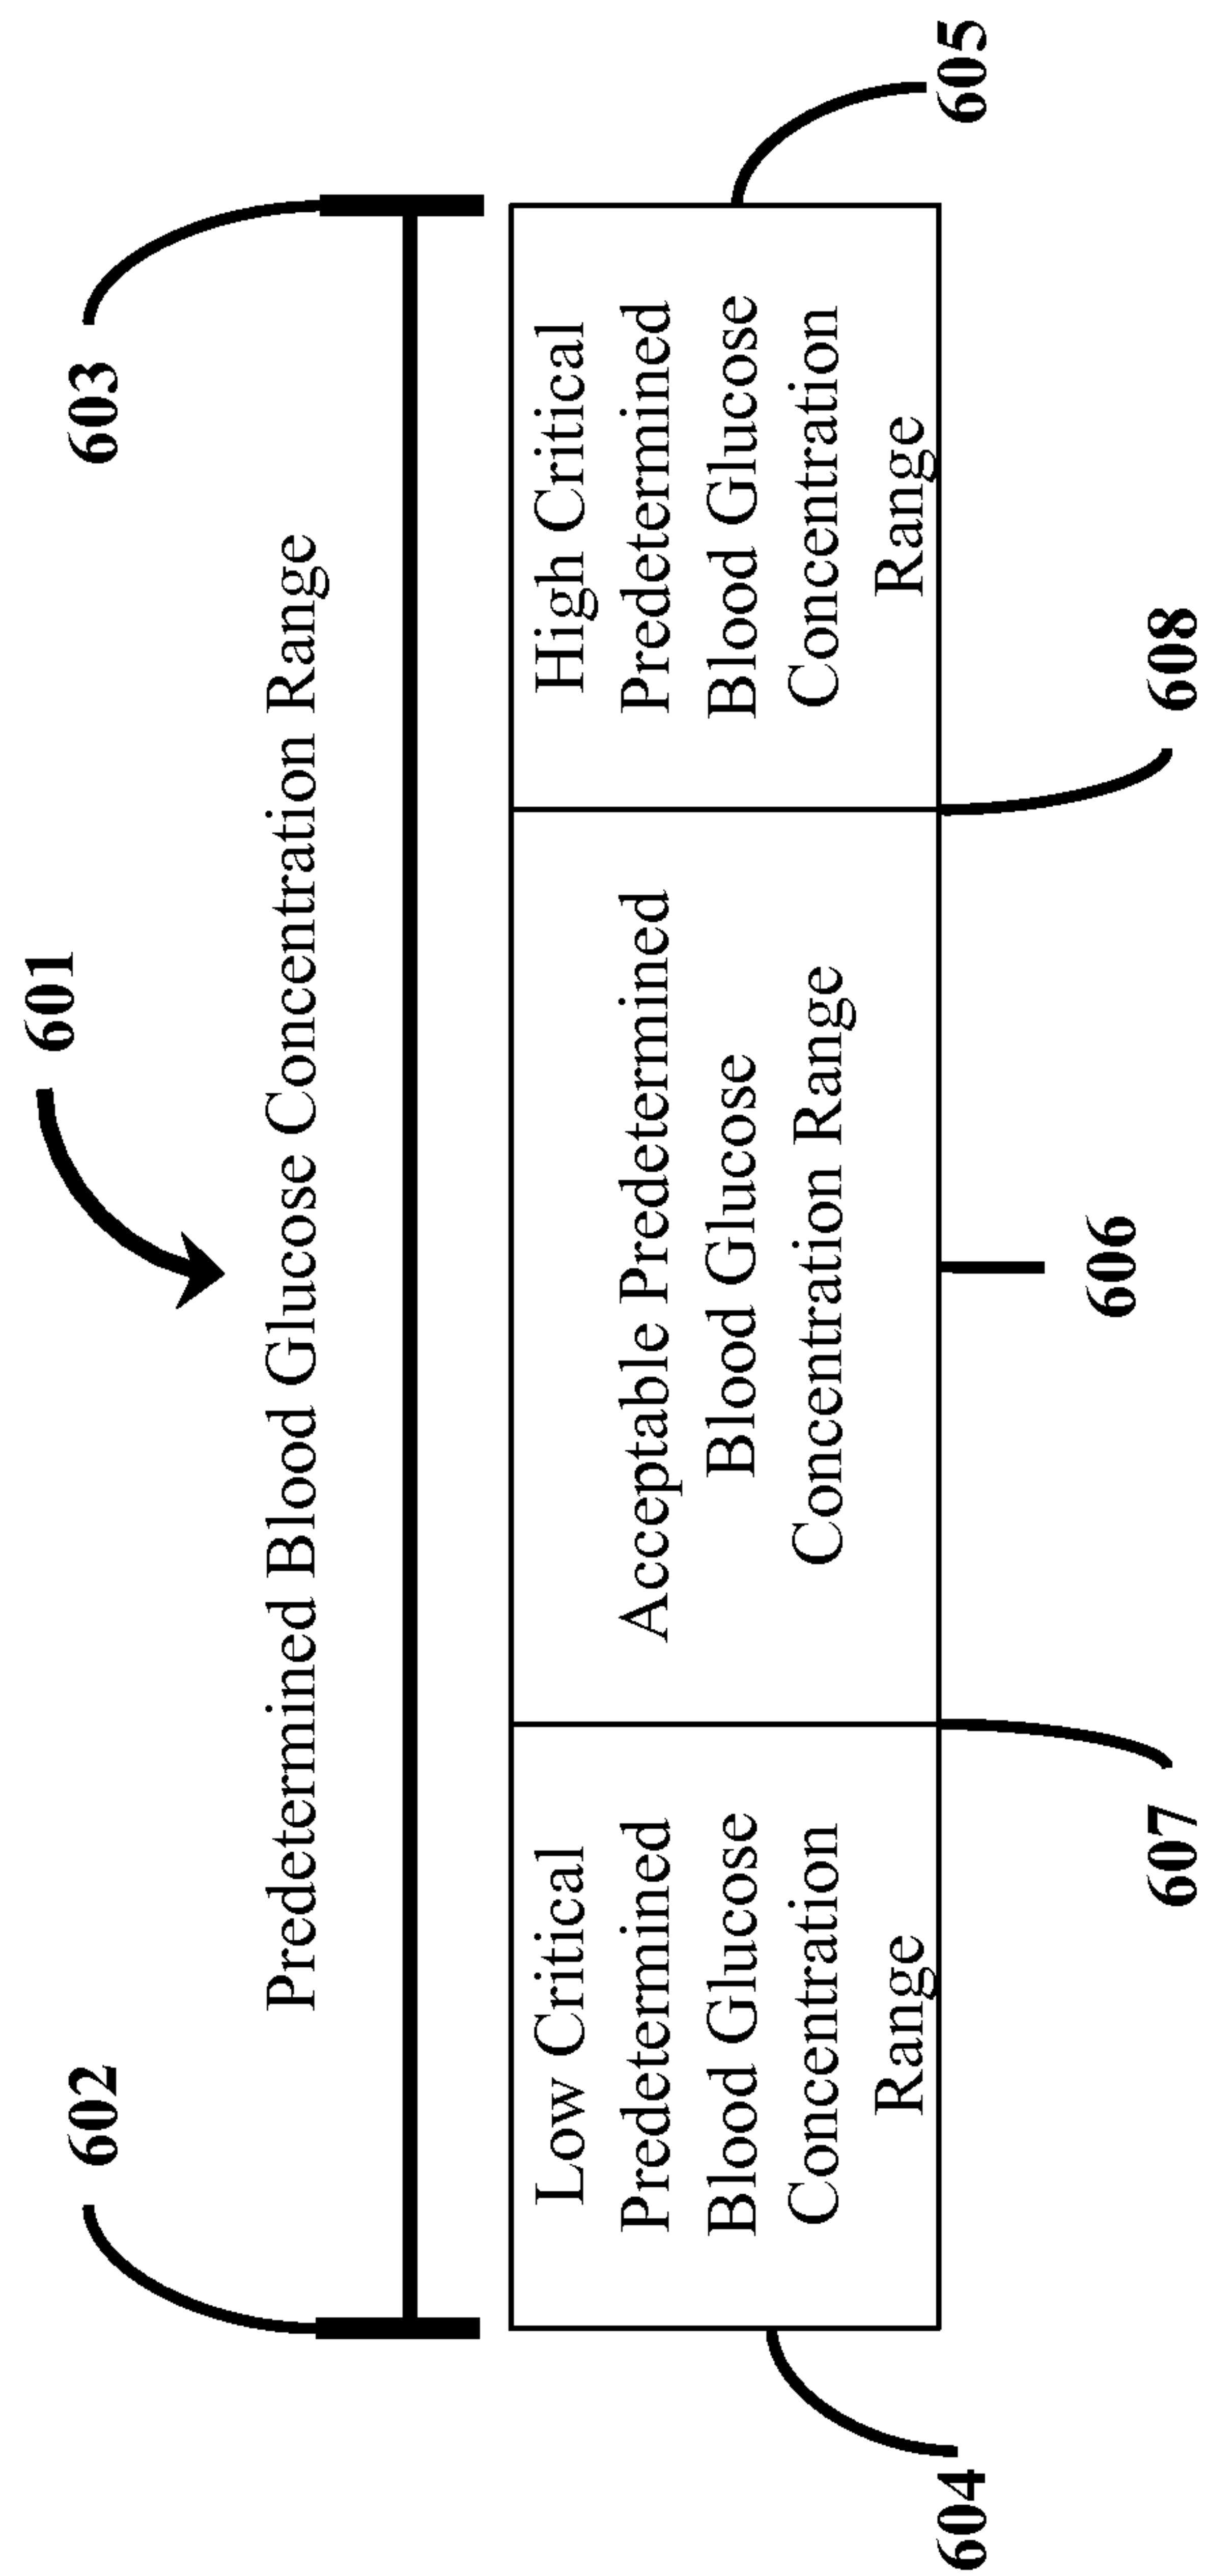 601
602
603
Predetermined Blood Glucose Concentration Range
Low Critical
Predetermined
Blood Glucose
Concentration
Range
Acceptable Predetermined
Blood Glucose
Concentration Range
High Critical
Predetermined
Blood Glucose
Concentration
Range
604
605
606
607
608